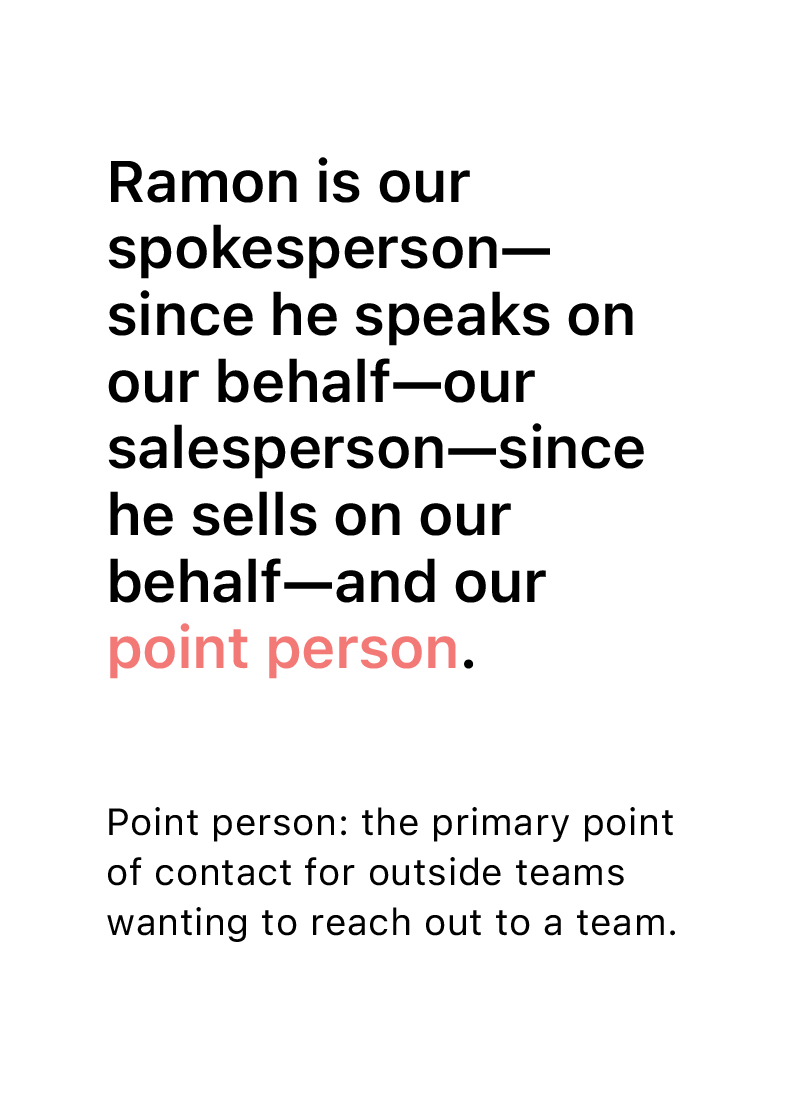 Ramon is our
spokesperson—
since he speaks on
our behalf—our
salesperson—since
he sells on our
behalf—and our
point person.
Point person: the primary point
of contact for outside teams
wanting to reach out to a team.